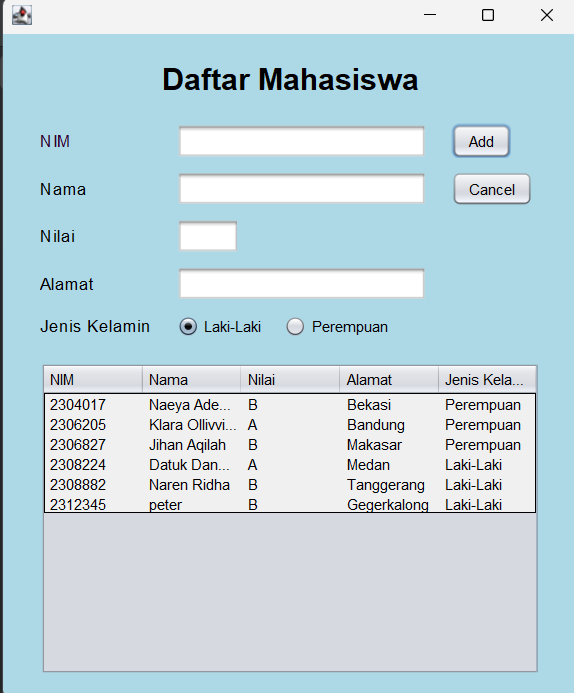 Daftar Mahasiswa
NIM Add
Nama Cancel
Nilai
Alamat
Jenis Kelamin Laki-Laki Perempuan
NIM Nama Nilai Alamat Jenis Kela...
2304017 Naeya Ade... B Bekasi Perempuan
2306205 Klara Ollivvi... A Bandung Perempuan
2306827 Jihan Aqilah B Makasar Perempuan
2308224 Datuk Dan... A Medan Laki-Laki
2308882 Naren Ridha B Tanggerang Laki-Laki
2312345 peter B Gegerkalong Laki-Laki